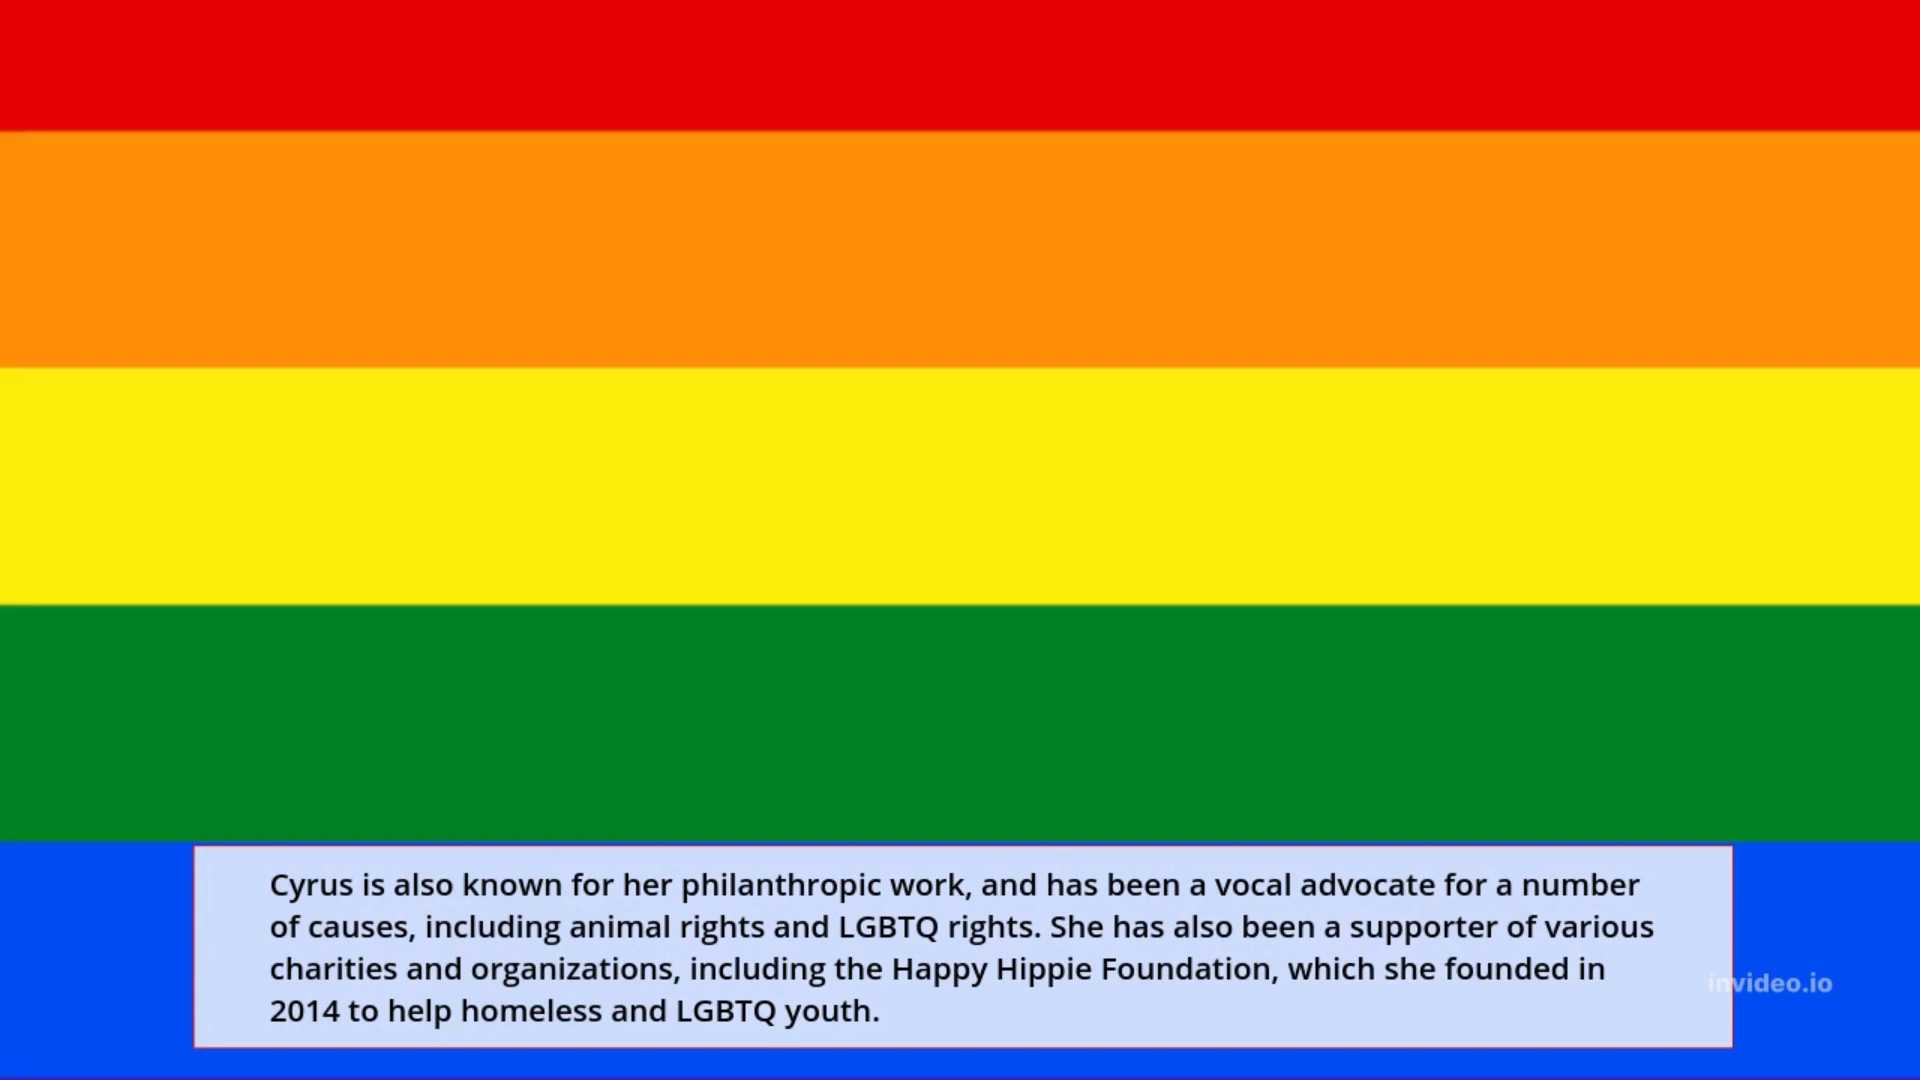 Cyrus is also known for her philanthropic work, and has been a vocal advocate for a number
of causes, including animal rights and LGBTQ rights. She has also been a supporter of various
charities and organizations, including the Happy Hippie Foundation, which she founded in
2014 to help homeless and LGBTQ youth.
invideo.io